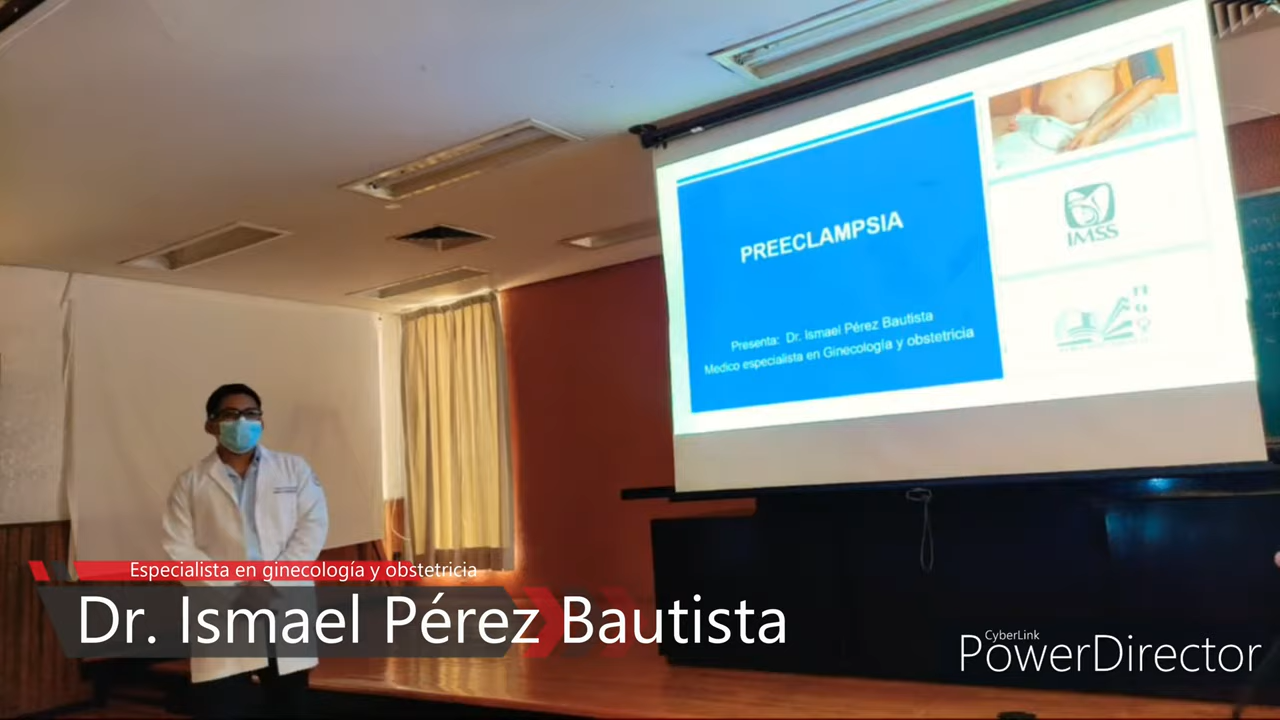 PREECLAMPSIA
Presenta: Dr. Ismael Pérez Bautista
Medico especialista en Ginecología y obstetricia
IMSS
Especialista en ginecología y obstetricia
Dr. Ismael Pérez Bautista
CyberLink
PowerDirector